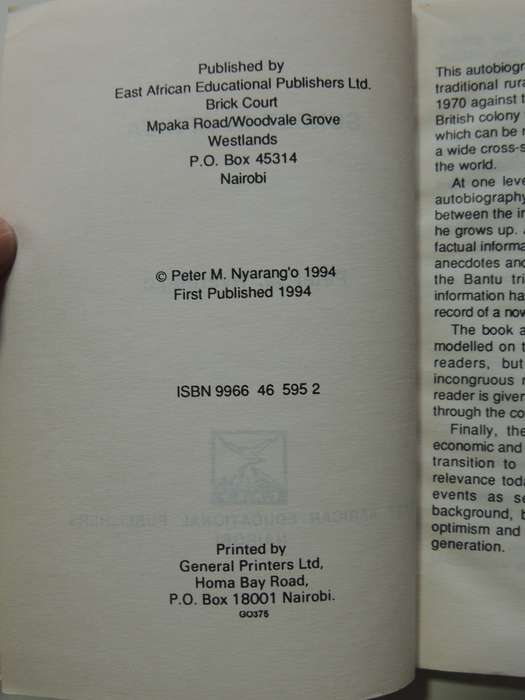 Published by
East African Educational Publishers Ltd.
Brick Court
Mpaka Road/Woodvale Grove
Westlands
P.O. Box 45314
Nairobi
© Peter M. Nyarang'o 1994
First Published 1994
ISBN 9966 46 595 2
Printed by
General Printers Ltd,
Homa Bay Road,
P.O. Box 18001 Nairobi.
GO375
This autobiogr
traditional rura
1970 against t
British colony
which can be r
a wide cross-s
the world.
At one leve
autobiography
between the in
he grows up.
factual informa
anecdotes and
the Bantu tri
information ha
record of a now
The book a
modelled on t
readers, but
incongruous r
reader is given
through the co
Finally, the
economic and
transition to
relevance toda
events as se
background, b
optimism and
generation.